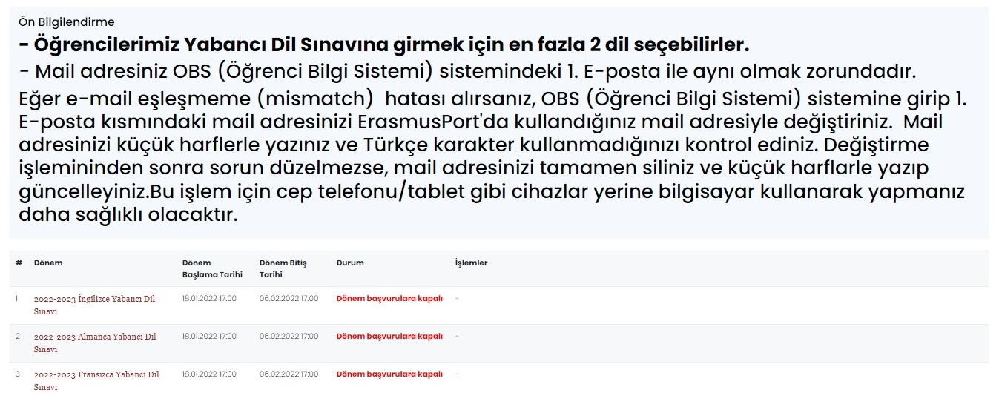 Ön Bilgilendirme
- Öğrencilerimiz Yabancı Dil Sınavına girmek için en fazla 2 dil seçebilirler.
- Mail adresiniz OBS (Öğrenci Bilgi Sistemi) sistemindeki 1. E-posta ile aynı olmak zorundadır.
Eğer e-mail eşleşmeme (mismatch)  hatası alırsanız, OBS (Öğrenci Bilgi Sistemi) sistemine girip 1.
E-posta kısmındaki mail adresinizi ErasmusPort'da kullandığınız mail adresiyle değiştiriniz.  Mail
adresinizi küçük harflerle yazınız ve Türkçe karakter kullanmadığınızı kontrol ediniz. Değiştirme
işlemininden sonra sorun düzelmezse, mail adresinizi tamamen siliniz ve küçük harflarle yazıp
güncelleyiniz.Bu işlem için cep telefonu/tablet gibi cihazlar yerine bilgisayar kullanarak yapmanız
daha sağlıklı olacaktır.
# Dönem Dönem Başlama Tarihi Dönem Bitiş Tarihi Durum İşlemler
1 2022-2023 İngilizce Yabancı Dil Sınavı 18.01.2022 17:00 06.02.2022 17:00 Dönem başvurulara kapalı -
2 2022-2023 Almanca Yabancı Dil Sınavı 18.01.2022 17:00 06.02.2022 17:00 Dönem başvurulara kapalı -
3 2022-2023 Fransızca Yabancı Dil Sınavı 18.01.2022 17:00 06.02.2022 17:00 Dönem başvurulara kapalı -